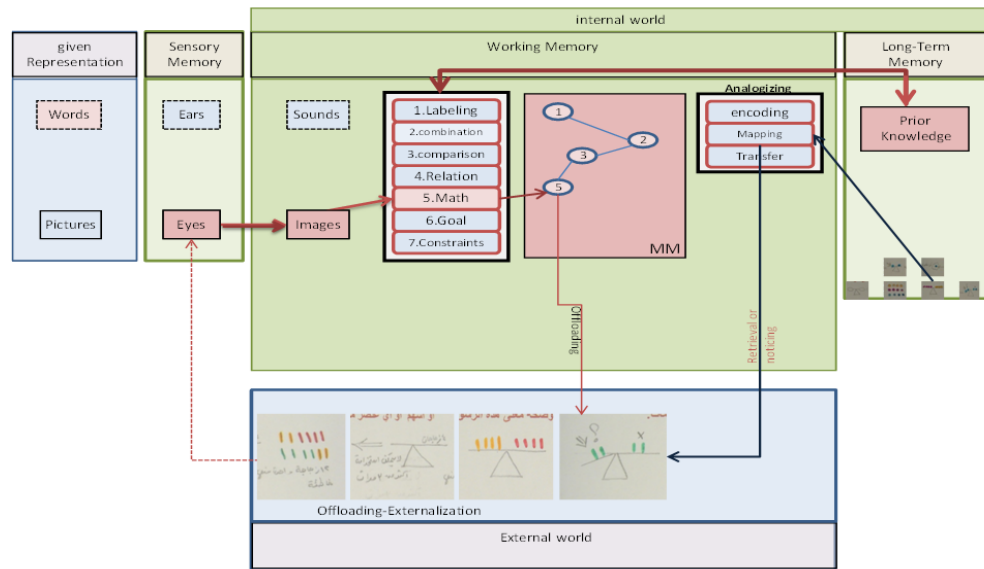 internal world
given
Representation
Sensory
Memory
Working Memory
Long-Term
Memory
Words
Ears
Sounds
Pictures
Eyes
Images
1.Labeling
2.combination
3.comparison
4.Relation
5.Math
6.Goal
7.Constraints
1
2
3
5
MM
Analogizing
encoding
Mapping
Transfer
Prior
Knowledge
Offloading
Retrieval or
noticing
?
x
Offloading-Externalization
External world